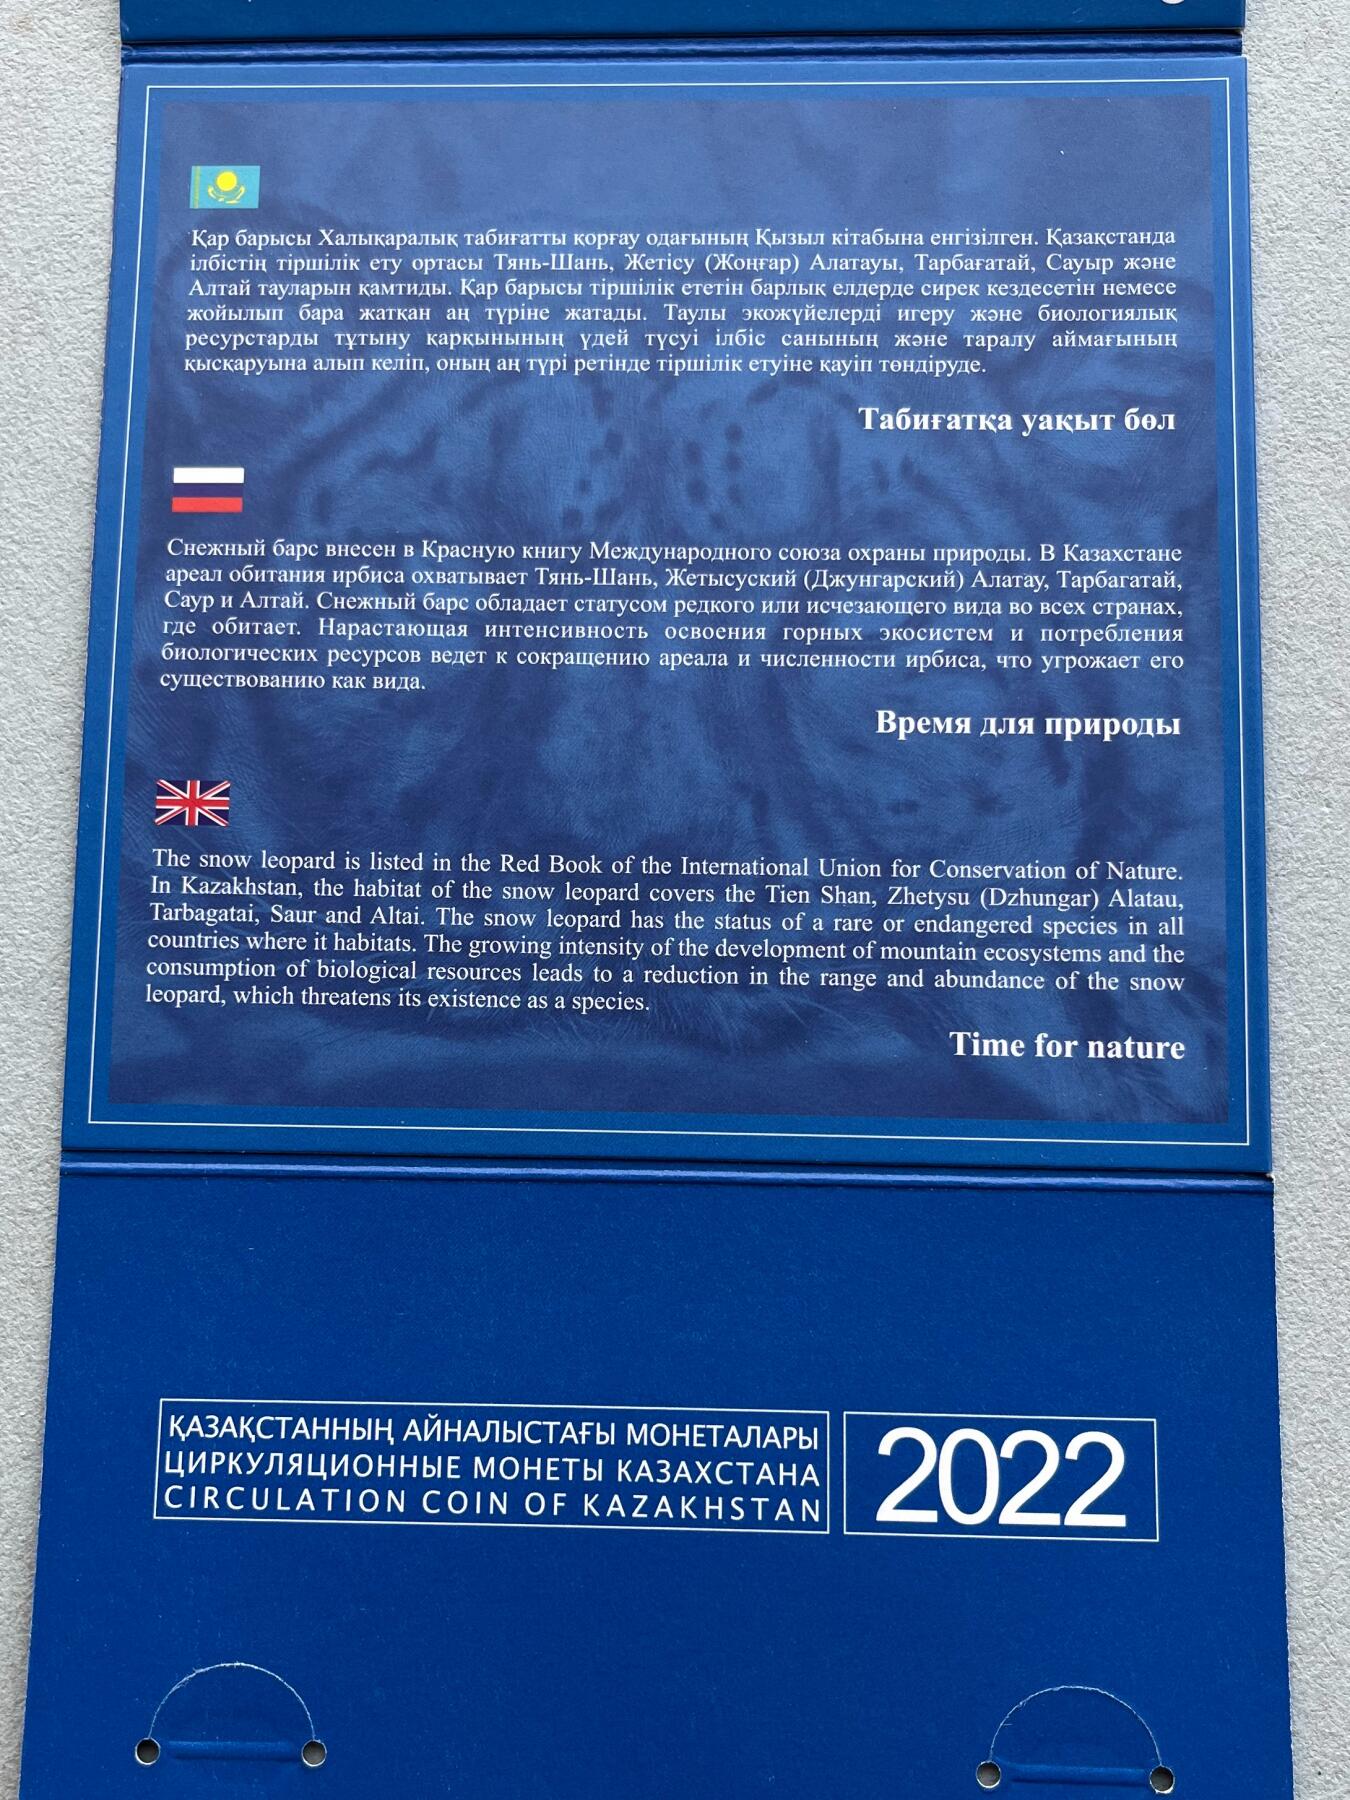 Қар барысы Халықаралық табиғатты қорғау одағының Қызыл кітабына енгізілген. Қазақстанда
ілбістің тіршілік ету ортасы Тянь-Шань, Жетісу (Жоңғар) Алатауы, Тарбағатай, Сауыр және
Алтай тауларын қамтиды. Қар барысы тіршілік ететін барлық елдерде сирек кездесетін немесе
жойылып бара жатқан аң түріне жатады. Таулы экожүйелерді игеру және биологиялық
ресурстарды тұтыну қарқынының үдей түсуі ілбіс санының және таралу аймағының
қысқаруына алып келіп, оның аң түрі ретінде тіршілік етуіне қауіп төндіруде.
Табиғатқа уақыт бөл
Снежный барс внесен в Красную книгу Международного союза охраны природы. В Казахстане
ареал обитания ирбиса охватывает Тянь-Шань, Жетысуский (Джунгарский) Алатау, Тарбагатай,
Саур и Алтай. Снежный барс обладает статусом редкого или исчезающего вида во всех странах,
где обитает. Нарастающая интенсивность освоения горных экосистем и потребления
биологических ресурсов ведет к сокращению ареала и численности ирбиса, что угрожает его
существованию как вида.
Время для природы
The snow leopard is listed in the Red Book of the International Union for Conservation of Nature.
In Kazakhstan, the habitat of the snow leopard covers the Tien Shan, Zhetysu (Dzhungar) Alatau,
Tarbagatai, Saur and Altai. The snow leopard has the status of a rare or endangered species in all
countries where it habitats. The growing intensity of the development of mountain ecosystems and the
consumption of biological resources leads to a reduction in the range and abundance of the snow
leopard, which threatens its existence as a species.
Time for nature
ҚАЗАҚСТАННЫҢ АЙНАЛЫСТАҒЫ МОНЕТАЛАРЫ
ЦИРКУЛЯЦИОННЫЕ МОНЕТЫ КАЗАХСТАНА
CIRCULATION COIN OF KAZAKHSTAN
2022